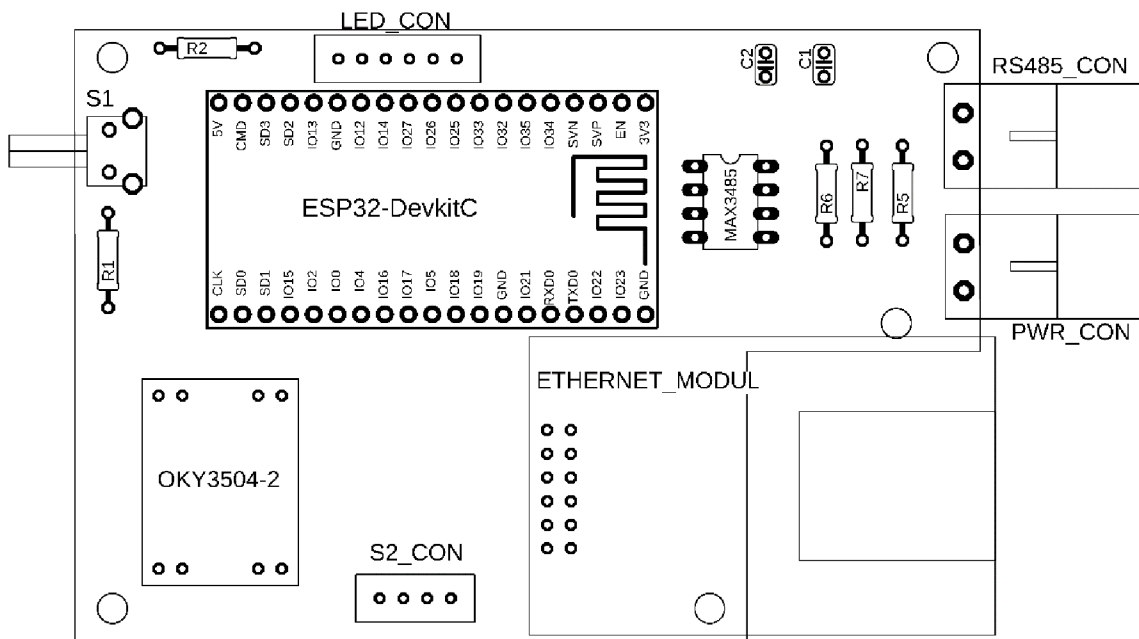 LED_CON
R2
C2
C1
RS485_CON
S1
5V
CMD
SD3
SD2
IO13
GND
IO12
IO14
IO27
IO26
IO25
IO33
IO32
IO35
IO34
SVN
SVP
EN
3V3
ESP32-DevkitC
MAX3485
R6
R7
R5
R1
CLK
SD0
SD1
IO15
IO2
IO0
IO4
IO16
IO17
IO5
IO18
IO19
GND
IO21
RXD0
TXD0
IO22
IO23
GND
PWR_CON
ETHERNET_MODUL
OKY3504-2
S2_CON